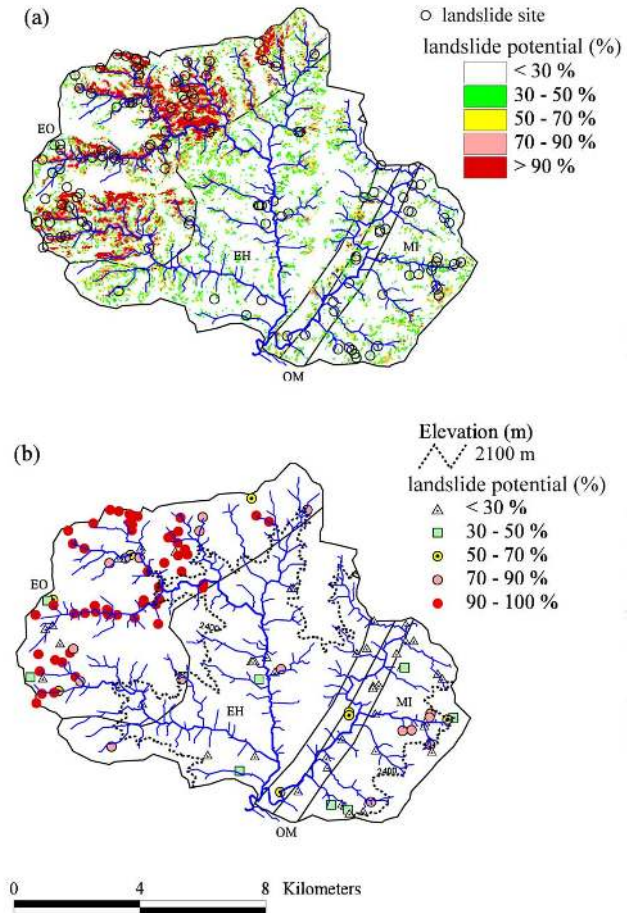 (a)
landslide site
landslide potential (%)
< 30 %
30 - 50 %
50 - 70 %
70 - 90 %
> 90 %
EO
EH
MI
OM
(b)
Elevation (m)
2100 m
landslide potential (%)
< 30 %
30 - 50 %
50 - 70 %
70 - 90 %
90 - 100 %
EO
2400
EH
MI
2400
OM
0 4 8 Kilometers